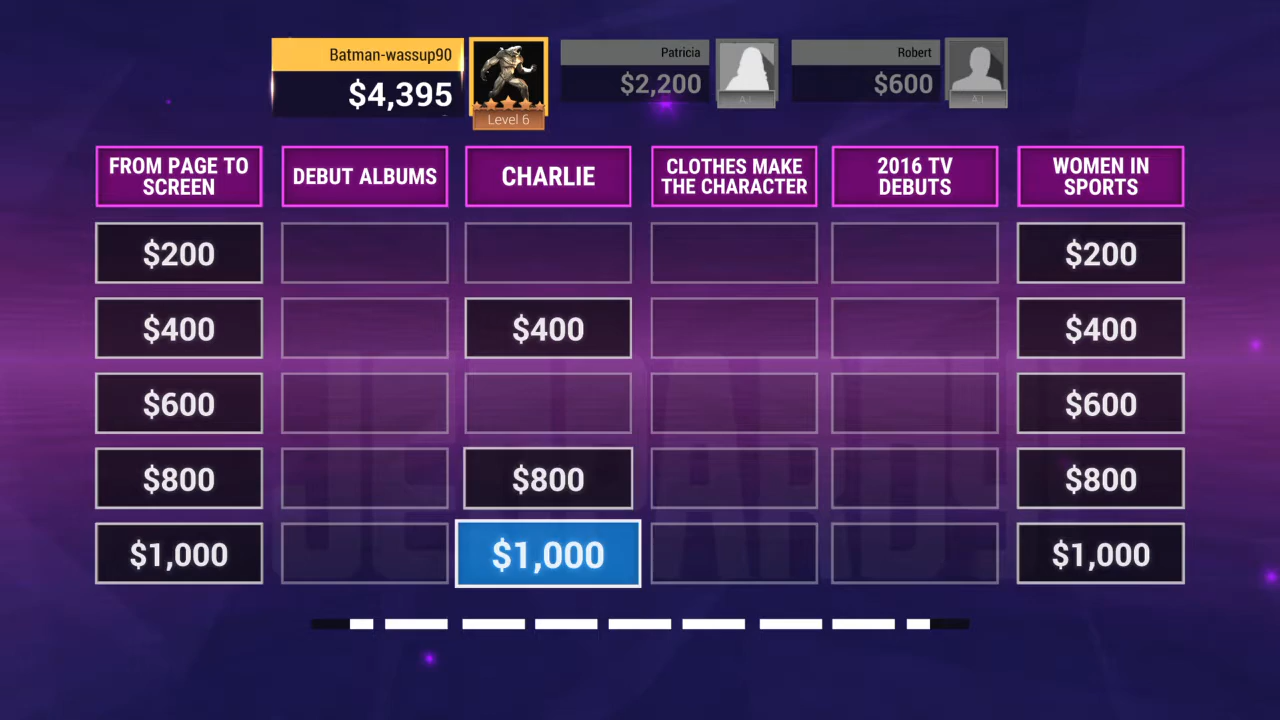 Batman-wassup90
$4,395
Level 6
Patricia
$2,200
A.I.
Robert
$600
A.I.
FROM PAGE TO
SCREEN
DEBUT ALBUMS
CHARLIE
CLOTHES MAKE
THE CHARACTER
2016 TV
DEBUTS
WOMEN IN
SPORTS
$200
$200
$400
$400
$400
$600
$600
$800
$800
$800
$1,000
$1,000
$1,000
JEOPARDY!